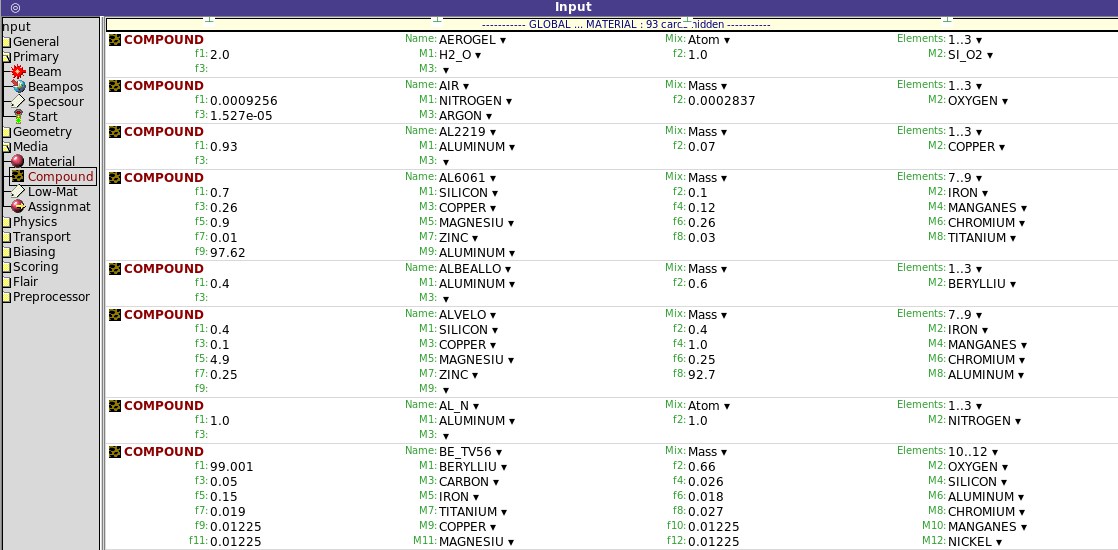 Input
nput
General
Primary
Beam
Beampos
Specsour
Start
Geometry
Media
Material
Compound
Low-Mat
Assignmat
Physics
Transport
Biasing
Scoring
Flair
Preprocessor
----------- GLOBAL ... MATERIAL : 93 carc hidden -----------
COMPOUND Name: AEROGEL Mix: Atom Elements: 1..3
f1: 2.0 M1: H2_O f2: 1.0 M2: SI_O2
f3: M3:
COMPOUND Name: AIR Mix: Mass Elements: 1..3
f1: 0.0009256 M1: NITROGEN f2: 0.0002837 M2: OXYGEN
f3: 1.527e-05 M3: ARGON
COMPOUND Name: AL2219 Mix: Mass Elements: 1..3
f1: 0.93 M1: ALUMINUM f2: 0.07 M2: COPPER
f3: M3:
COMPOUND Name: AL6061 Mix: Mass Elements: 7..9
f1: 0.7 M1: SILICON f2: 0.1 M2: IRON
f3: 0.26 M3: COPPER f4: 0.12 M4: MANGANES
f5: 0.9 M5: MAGNESIU f6: 0.26 M6: CHROMIUM
f7: 0.01 M7: ZINC f8: 0.03 M8: TITANIUM
f9: 97.62 M9: ALUMINUM
COMPOUND Name: ALBEALLO Mix: Mass Elements: 1..3
f1: 0.4 M1: ALUMINUM f2: 0.6 M2: BERYLLIU
f3: M3:
COMPOUND Name: ALVELO Mix: Mass Elements: 7..9
f1: 0.4 M1: SILICON f2: 0.4 M2: IRON
f3: 0.1 M3: COPPER f4: 1.0 M4: MANGANES
f5: 4.9 M5: MAGNESIU f6: 0.25 M6: CHROMIUM
f7: 0.25 M7: ZINC f8: 92.7 M8: ALUMINUM
f9: M9:
COMPOUND Name: AL_N Mix: Atom Elements: 1..3
f1: 1.0 M1: ALUMINUM f2: 1.0 M2: NITROGEN
f3: M3:
COMPOUND Name: BE_TV56 Mix: Mass Elements: 10..12
f1: 99.001 M1: BERYLLIU f2: 0.66 M2: OXYGEN
f3: 0.05 M3: CARBON f4: 0.026 M4: SILICON
f5: 0.15 M5: IRON f6: 0.018 M6: ALUMINUM
f7: 0.019 M7: TITANIUM f8: 0.027 M8: CHROMIUM
f9: 0.01225 M9: COPPER f10: 0.01225 M10: MANGANES
f11: 0.01225 M11: MAGNESIU f12: 0.01225 M12: NICKEL